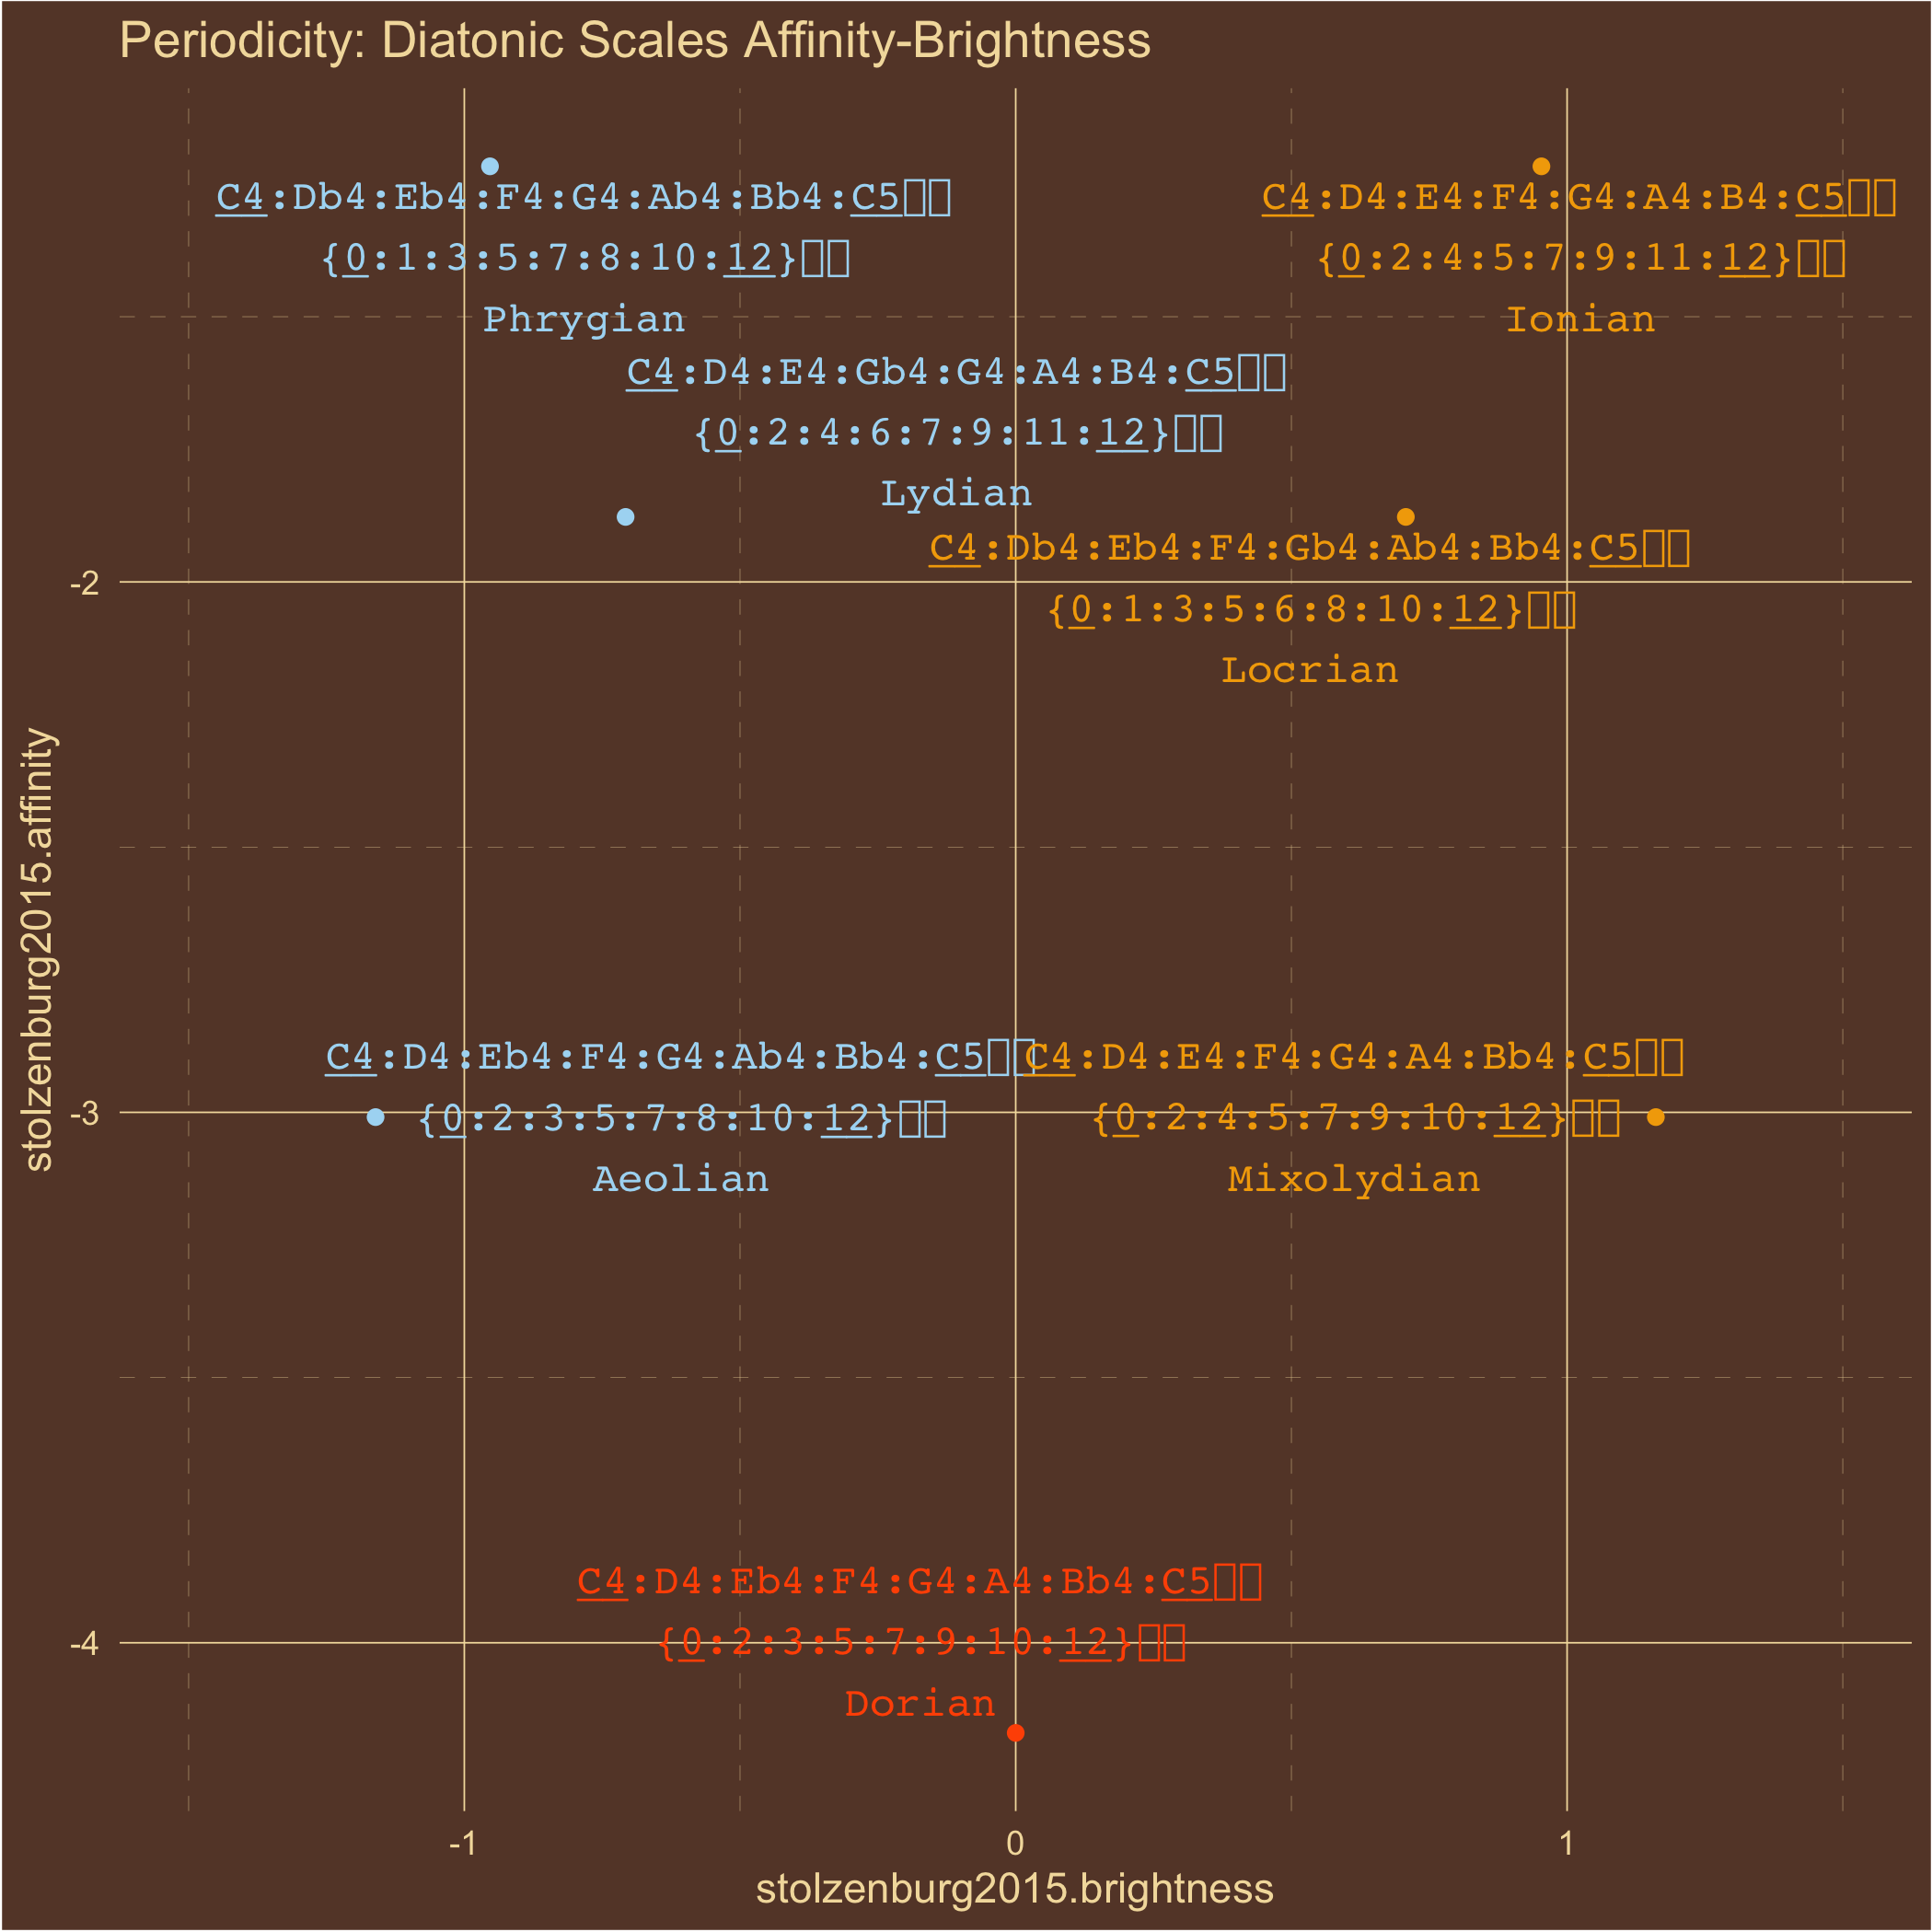 Periodicity: Diatonic Scales Affinity-Brightness
C4:Db4:Eb4:F4:G4:Ab4:Bb4:C5▯▯
{0:1:3:5:7:8:10:12}▯▯
Phrygian
C4:D4:E4:F4:G4:A4:B4:C5▯▯
{0:2:4:5:7:9:11:12}▯▯
Ionian
C4:D4:E4:Gb4:G4:A4:B4:C5▯▯
{0:2:4:6:7:9:11:12}▯▯
Lydian
C4:Db4:Eb4:F4:Gb4:Ab4:Bb4:C5▯▯
{0:1:3:5:6:8:10:12}▯▯
Locrian
-2
stolzenburg2015.affinity
C4:D4:Eb4:F4:G4:Ab4:Bb4:C5▯▯
{0:2:3:5:7:8:10:12}▯▯
Aeolian
C4:D4:E4:F4:G4:A4:Bb4:C5▯▯
{0:2:4:5:7:9:10:12}▯▯
Mixolydian
-3
C4:D4:Eb4:F4:G4:A4:Bb4:C5▯▯
{0:2:3:5:7:9:10:12}▯▯
Dorian
-4
-1
0
1
stolzenburg2015.brightness